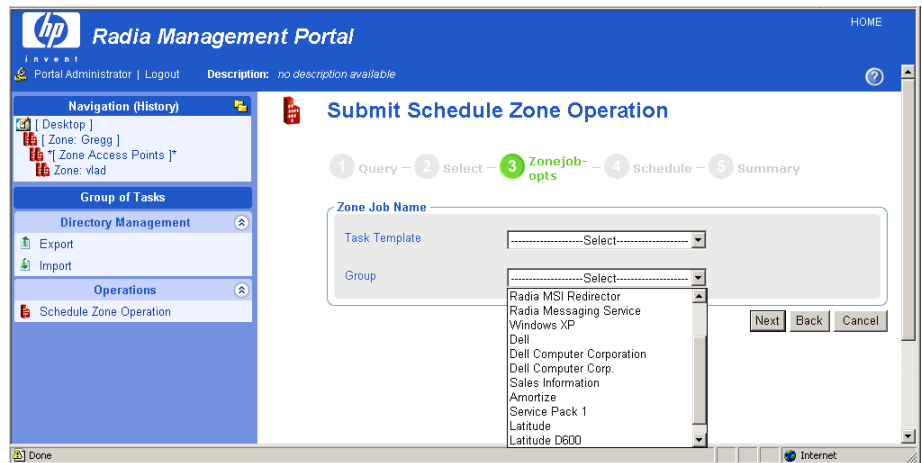 hp
Radia Management Portal
HOME
invent
Portal Administrator | Logout
Description: no description available
?
Navigation (History)
[ Desktop ]
[ Zone: Gregg ]
*[ Zone Access Points ]*
Zone: vlad
Group of Tasks
Directory Management
Export
Import
Operations
Schedule Zone Operation
Submit Schedule Zone Operation
1 Query – 2 Select – 3 Zonejob-opts – 4 Schedule – 5 Summary
Zone Job Name
Task Template
--------------------Select--------------------
Group
--------------------Select--------------------
Radia MSI Redirector
Radia Messaging Service
Windows XP
Dell
Dell Computer Corporation
Dell Computer Corp.
Sales Information
Amortize
Service Pack 1
Latitude
Latitude D600
Next Back Cancel
Done
Internet